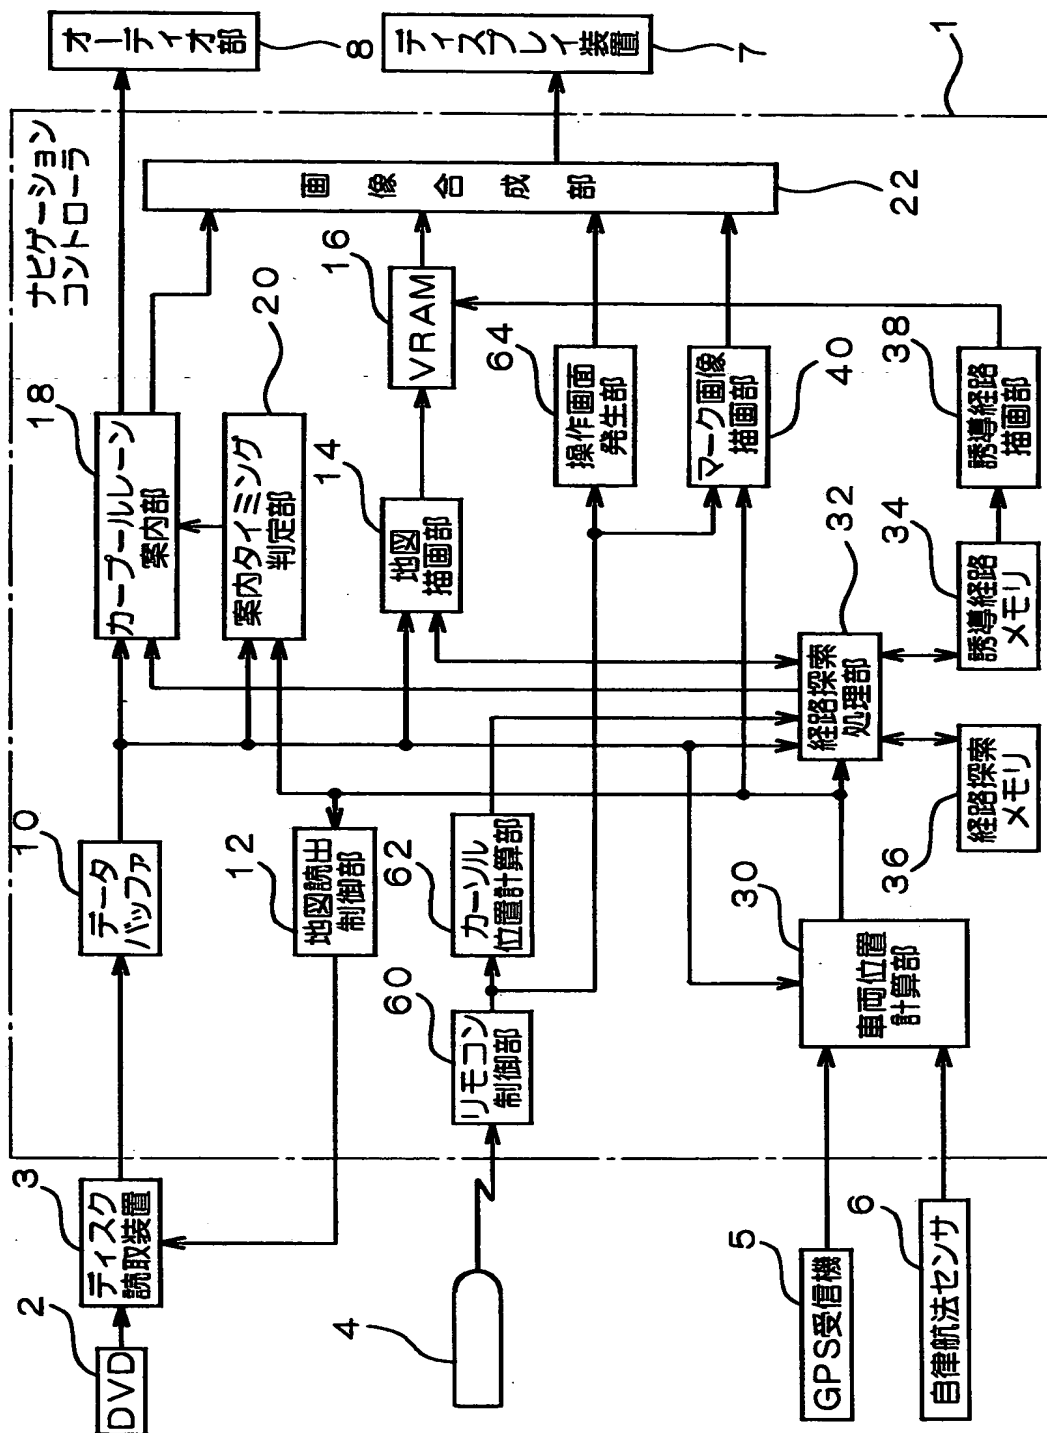 DVD
2
ディスク
読取装置
3
4
GPS受信機
5
自律航法センサ
6
ナビゲーション
コントローラ
1
データ
バッファ
10
地図読出
制御部
12
リモコン
制御部
60
カーソル
位置計算部
62
車両位置
計算部
30
カープールレーン
案内部
18
案内タイミング
判定部
20
地図
描画部
14
VRAM
16
操作画面
発生部
64
マーク画像
描画部
40
経路探索
処理部
32
経路探索
メモリ
36
誘導経路
メモリ
34
誘導経路
描画部
38
画像合成部
22
オーディオ部
8
ディスプレイ装置
7